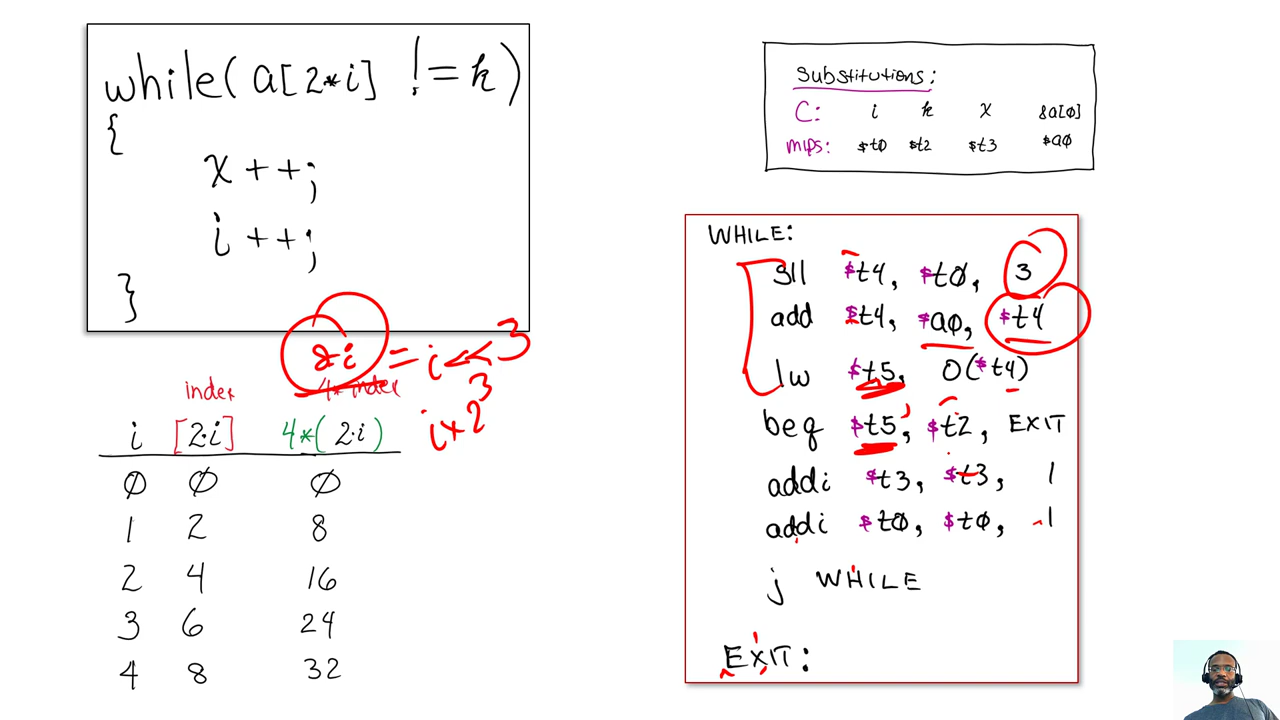 while( a[2*i] != k)
{
x++;
i++;
}
8i = i<<3
i*2^3
index 4*index
i [2·i] 4*(2·i)
0 0 0
1 2 8
2 4 16
3 6 24
4 8 32
Substitutions:
C: i k x &a[0]
mips: $t0 $t2 $t3 $a0
WHILE:
sll $t4, $t0, 3
add $t4, $a0, $t4
lw $t5, 0($t4)
beq $t5, $t2, EXIT
addi $t3, $t3, 1
addi $t0, $t0, 1
j WHILE
EXIT: